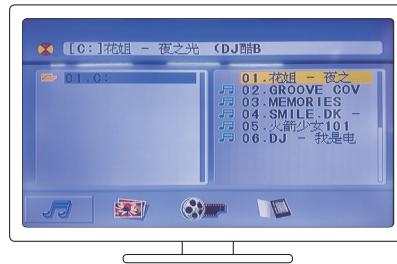 [C:]花姐 - 夜之光 (DJ酷B
01.C:
01.花姐 - 夜之
02.GROOVE COV
03.MEMORIES
04.SMILE.DK -
05.火箭少女101
06.DJ - 我是电